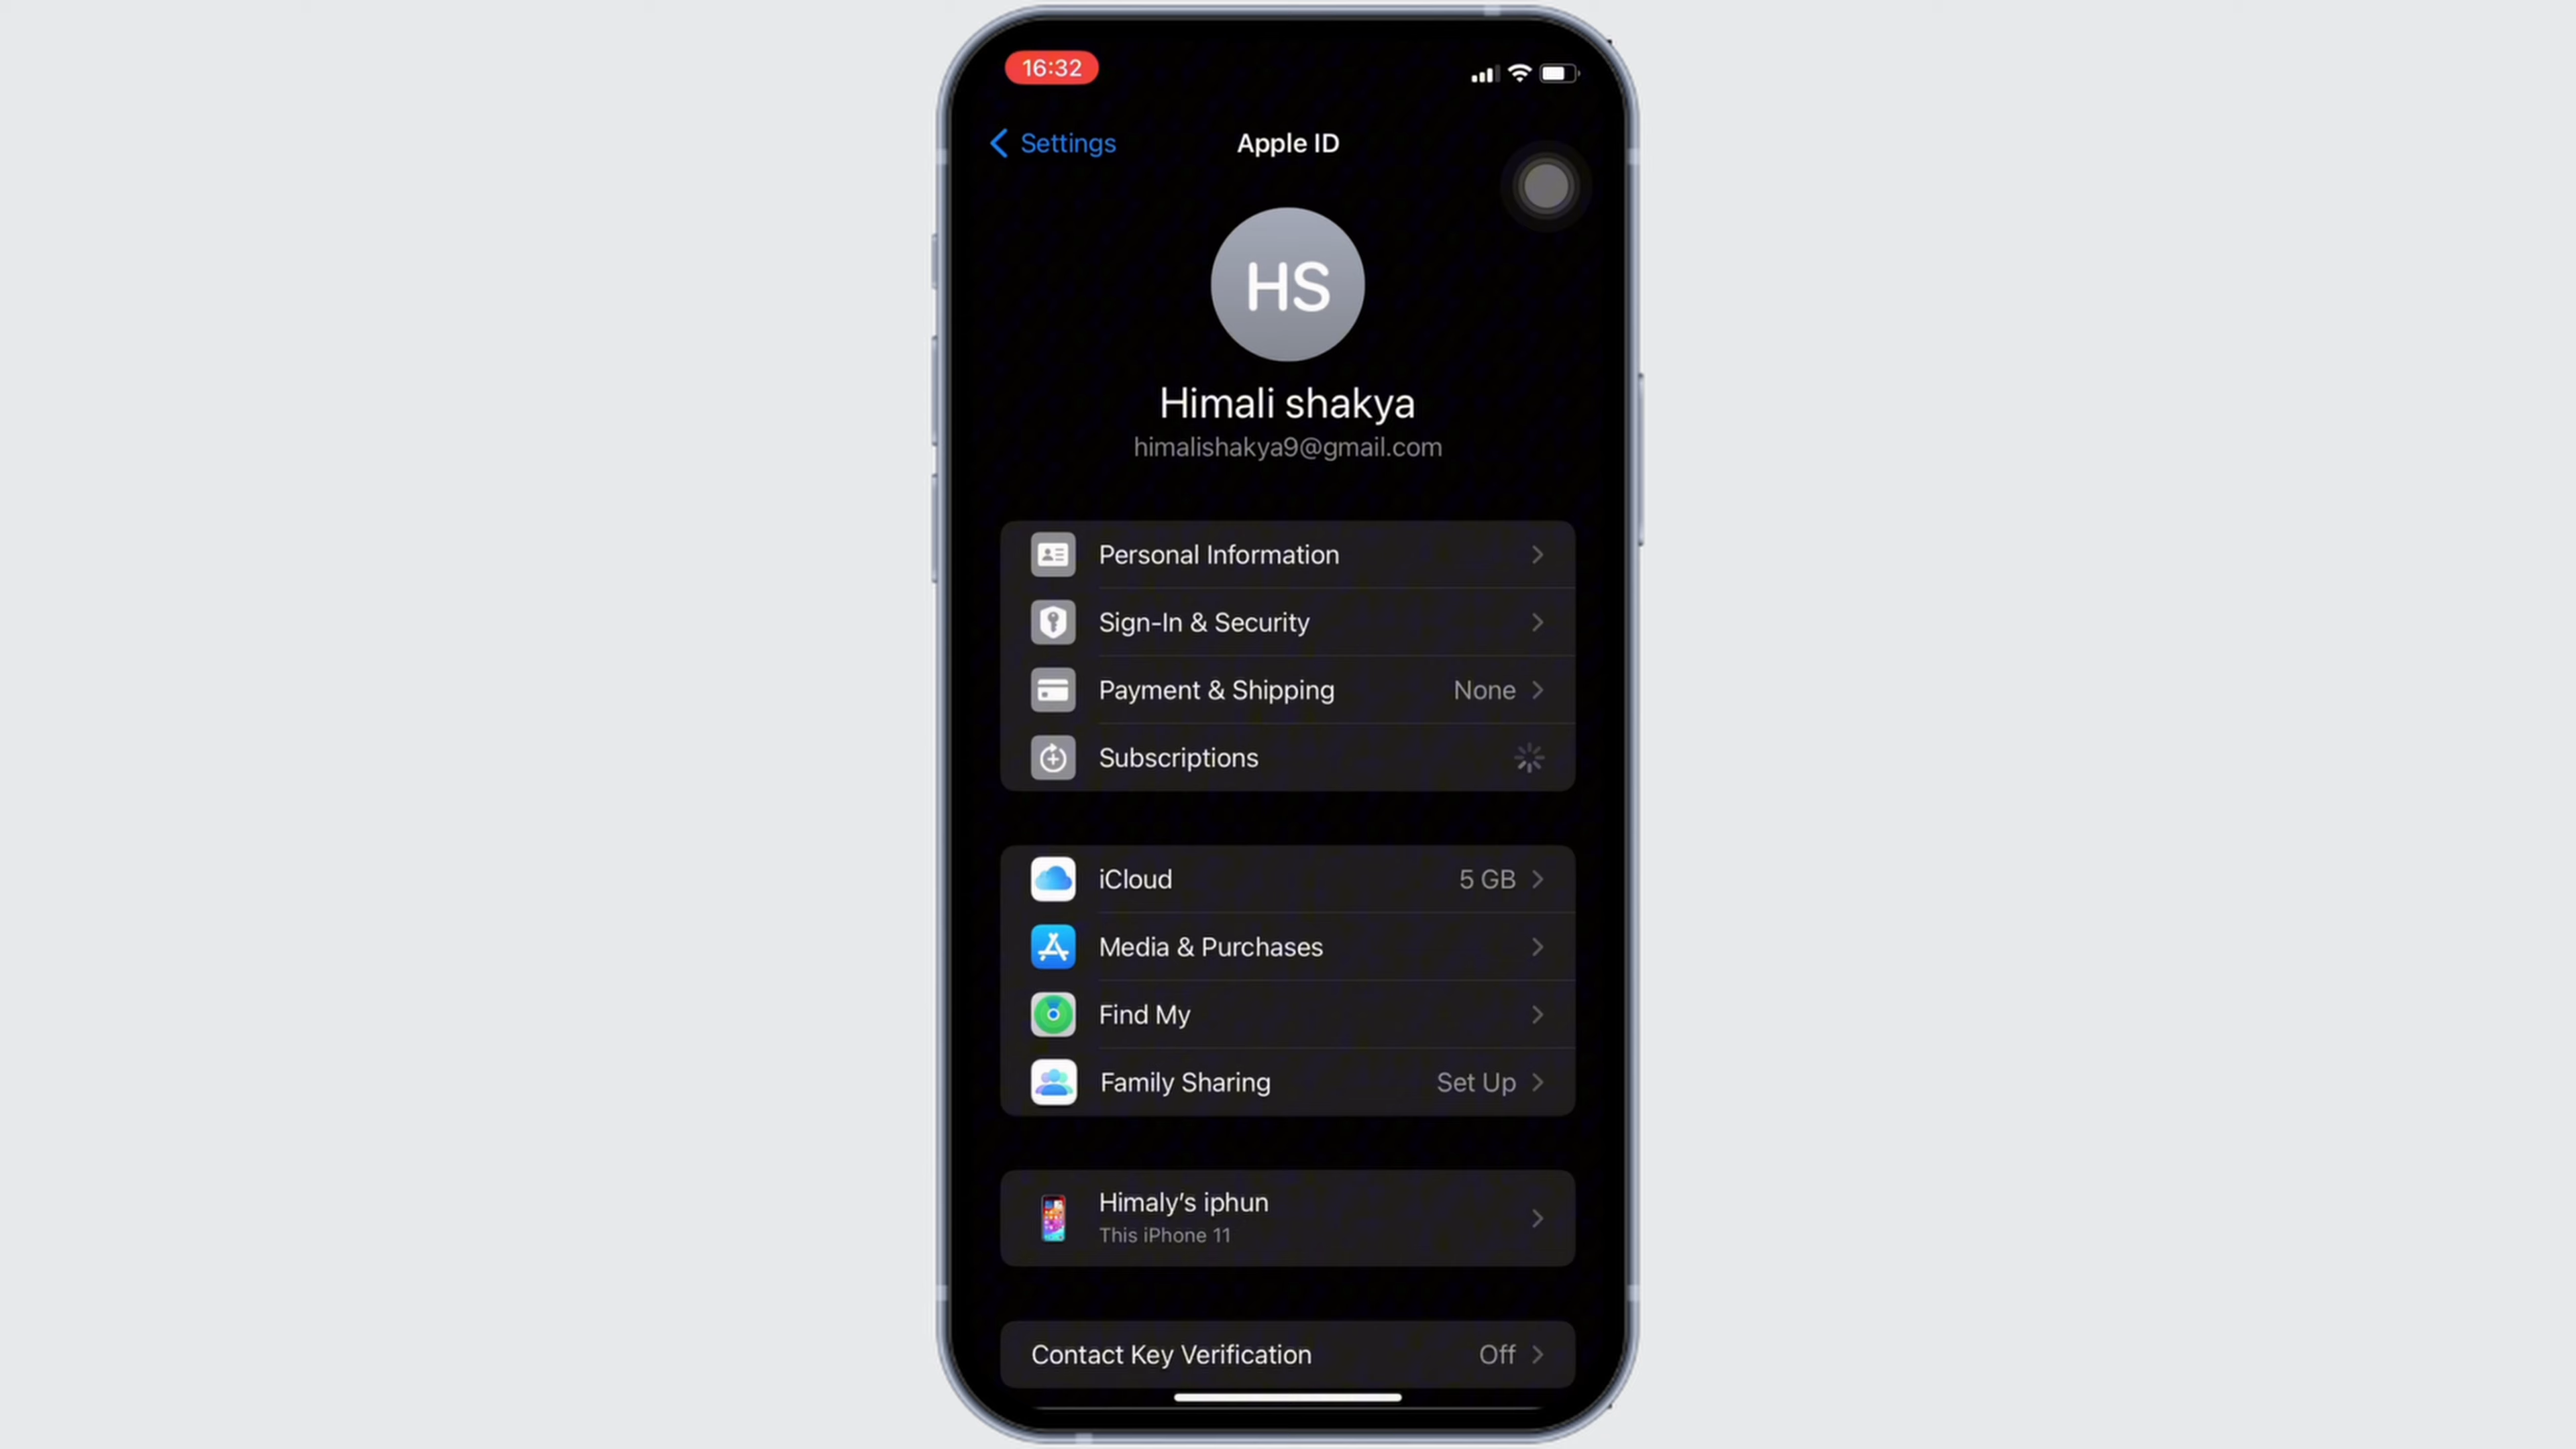 16:32
Settings
Apple ID
HS
Himali shakya
himalishakya9@gmail.com
Personal Information
Sign-In & Security
Payment & Shipping None
Subscriptions
iCloud 5 GB
Media & Purchases
Find My
Family Sharing Set Up
Himaly's iphun
This iPhone 11
Contact Key Verification Off